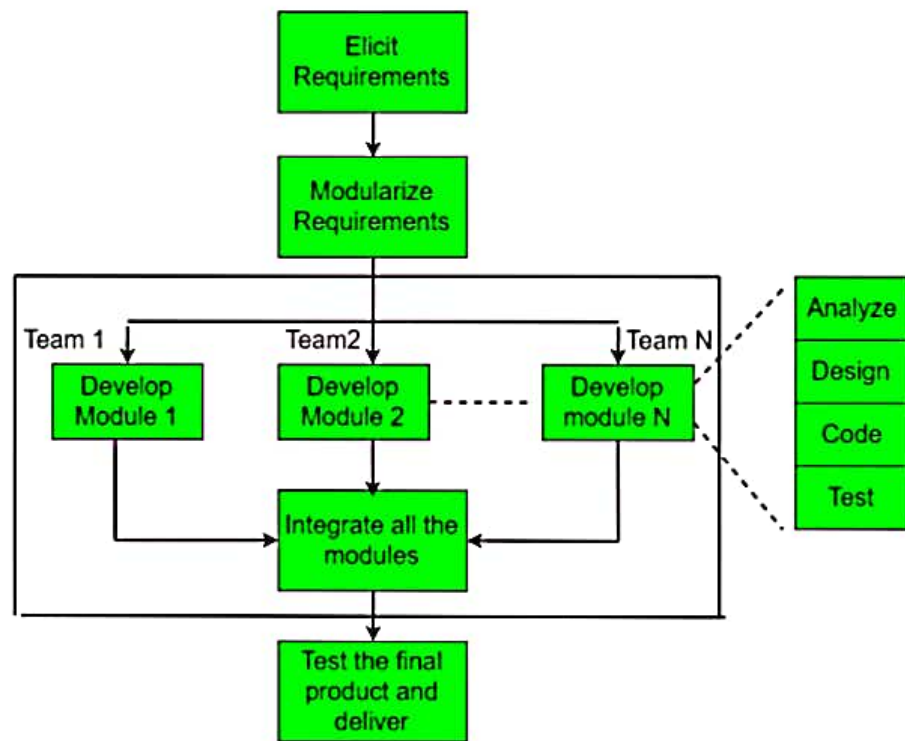 Elicit
Requirements
Modularize
Requirements
Team 1
Team2
Team N
Develop
Module 1
Develop
Module 2
Develop
module N
Analyze
Design
Code
Test
Integrate all the
modules
Test the final
product and
deliver